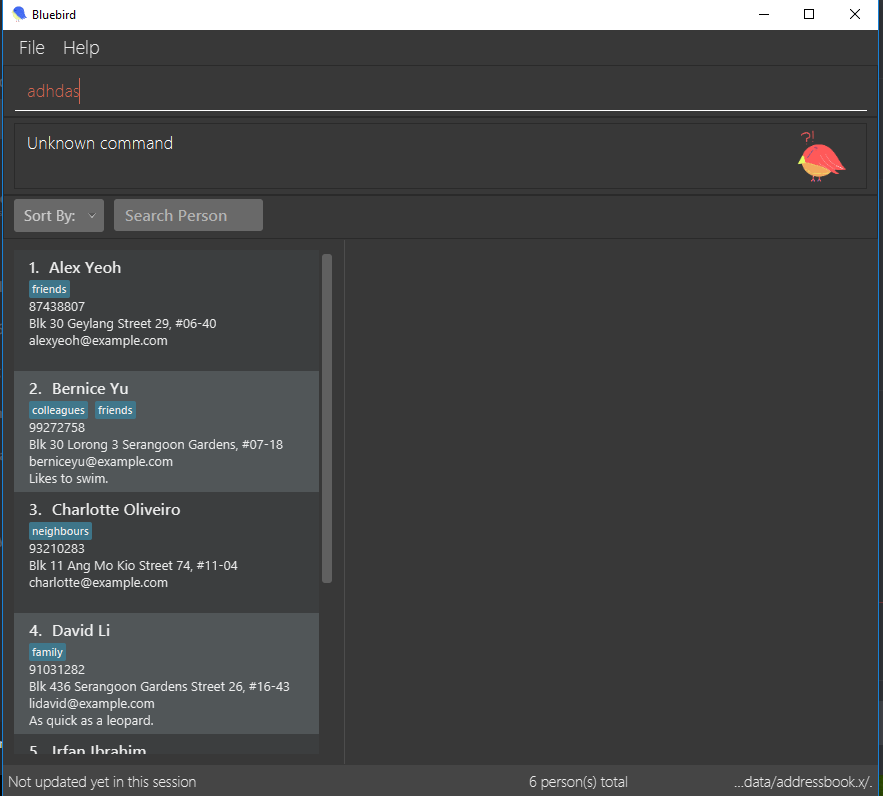 Bluebird
File Help
adhdas
Unknown command
?!
Sort By: Search Person
1. Alex Yeoh
friends
87438807
Blk 30 Geylang Street 29, #06-40
alexyeoh@example.com
2. Bernice Yu
colleagues friends
99272758
Blk 30 Lorong 3 Serangoon Gardens, #07-18
berniceyu@example.com
Likes to swim.
3. Charlotte Oliveiro
neighbours
93210283
Blk 11 Ang Mo Kio Street 74, #11-04
charlotte@example.com
4. David Li
family
91031282
Blk 436 Serangoon Gardens Street 26, #16-43
lidavid@example.com
As quick as a leopard.
5. Irfan Ibrahim
Not updated yet in this session 6 person(s) total ...data/addressbook.x/.